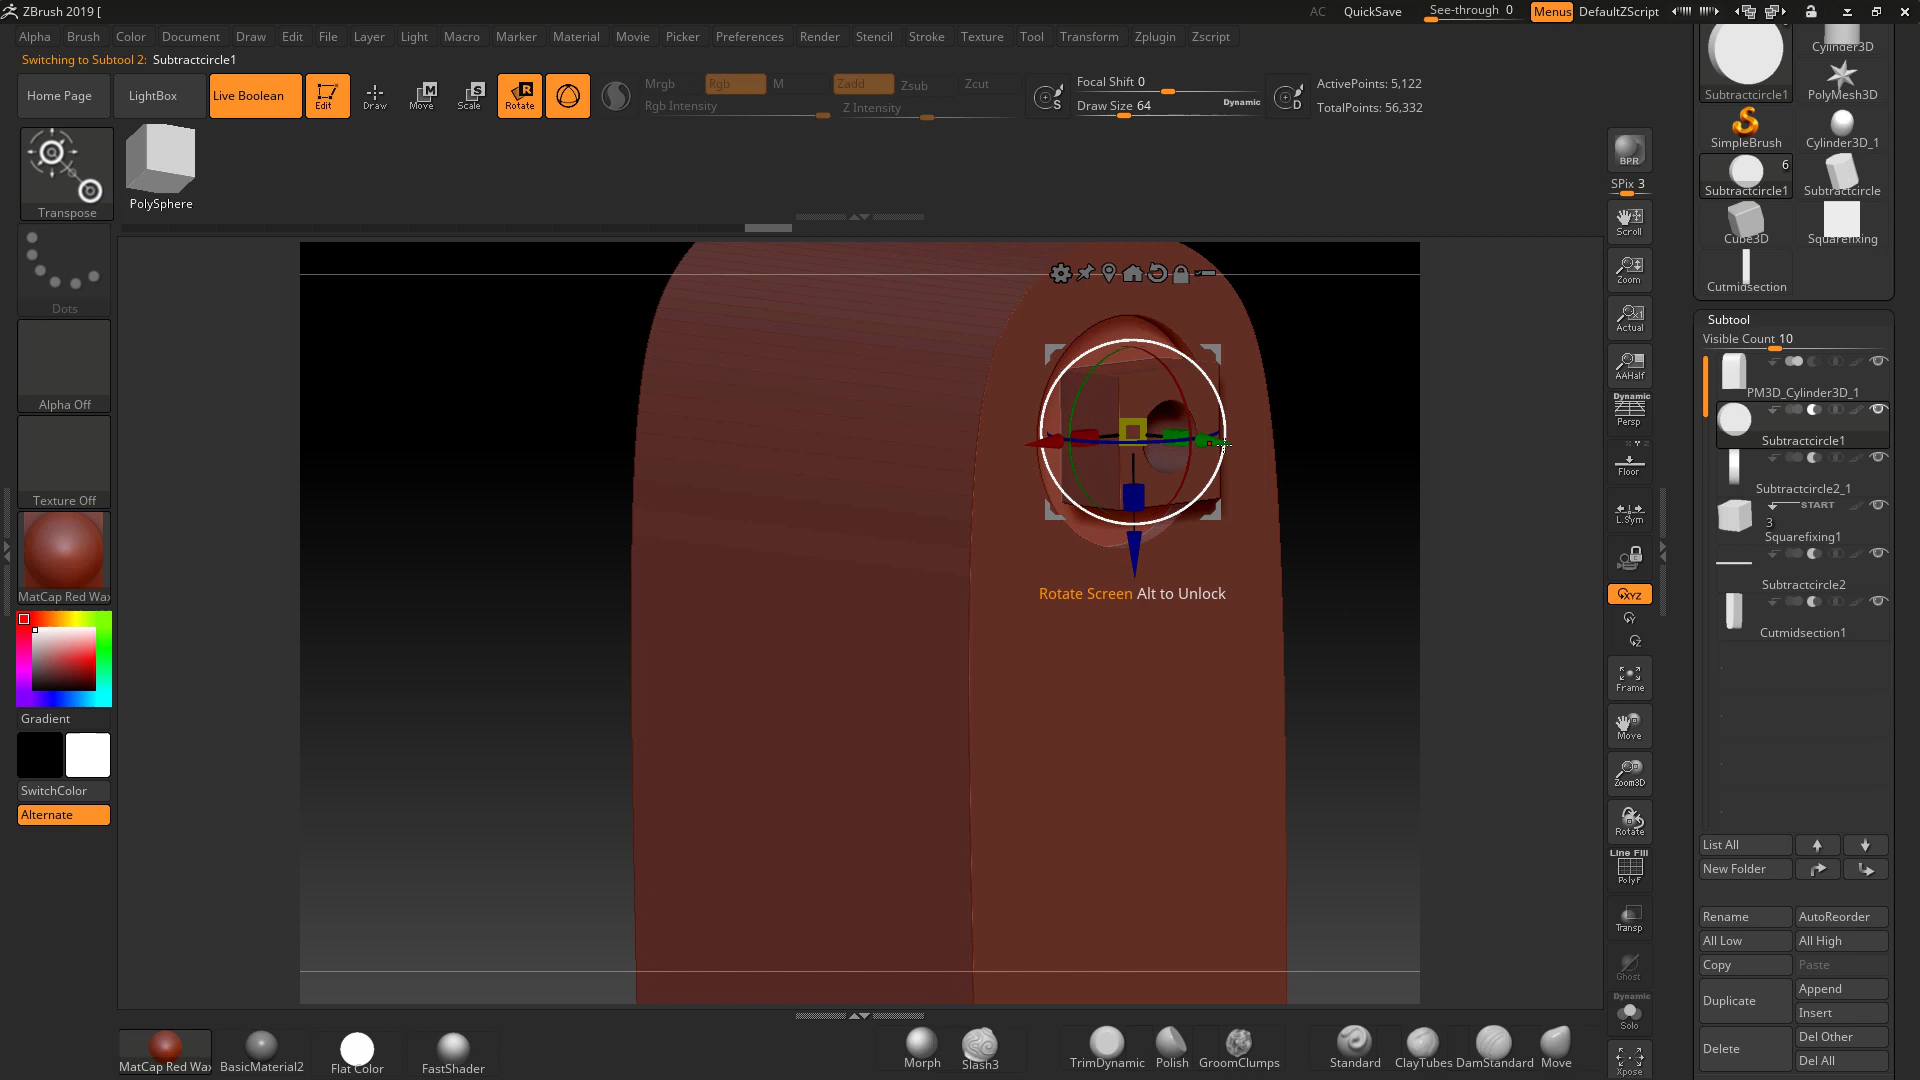 ZBrush 2019 [
AC QuickSave See-through 0 Menus DefaultZScript
Alpha Brush Color Document Draw Edit File Layer Light Macro Marker Material Movie Picker Preferences Render Stencil Stroke Texture Tool Transform Zplugin Zscript
Switching to Subtool 2: Subtractcircle1
Home Page LightBox Live Boolean Edit Draw Move Scale Rotate
M S R
Mrgb Rgb M Zadd Zsub Zcut
Rgb Intensity Z Intensity
S Focal Shift 0
Draw Size 64 Dynamic D
ActivePoints: 5,122
TotalPoints: 56,332
Transpose
PolySphere
Dots
Alpha Off
Texture Off
MatCap Red Wax
Gradient
SwitchColor
Alternate
Rotate Screen Alt to Unlock
BPR
SPix 3
Scroll
Zoom
Actual
AAHalf
Dynamic
Persp
Floor
L.Sym
XYZ
Y
Z
Frame
Move
Zoom3D
Rotate
Line Fill
PolyF
Transp
Ghost
Dynamic
Solo
Xpose
Cylinder3D
Subtractcircle1 PolyMesh3D
SimpleBrush Cylinder3D_1
6
Subtractcircle1 Subtractcircle
Cube3D Squarefixing
Cutmidsection
Subtool
Visible Count 10
PM3D_Cylinder3D_1
Subtractcircle1
Subtractcircle2_1
START
3
Squarefixing1
Subtractcircle2
Cutmidsection1
List All
New Folder
Rename AutoReorder
All Low All High
Copy Paste
Duplicate Append
Insert
Delete Del Other
Del All
MatCap Red Wax BasicMaterial2 Flat Color FastShader Morph Slash3 TrimDynamic Polish GroomClumps Standard ClayTubes DamStandard Move